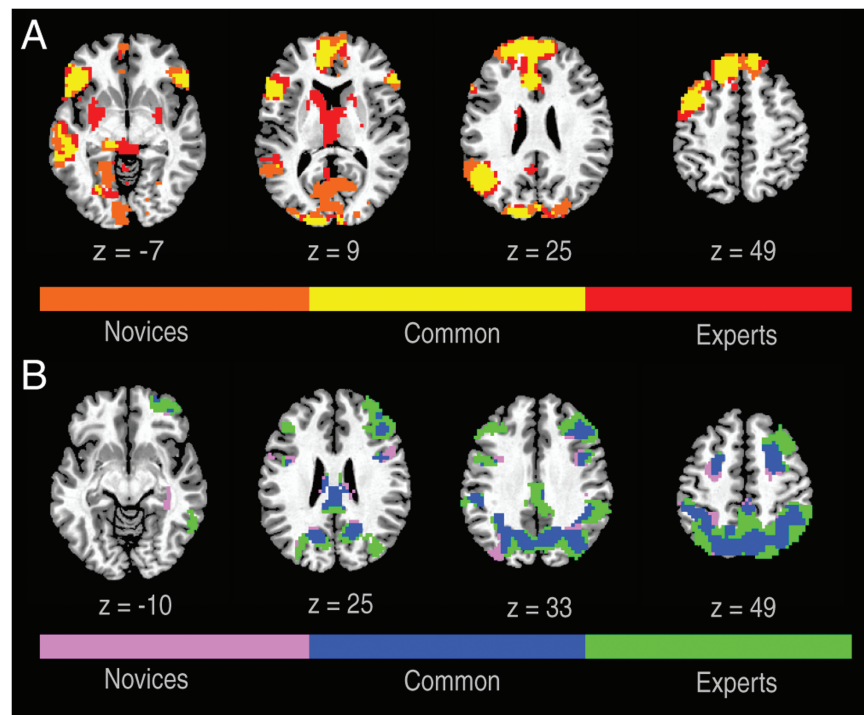 A
z = -7 z = 9 z = 25 z = 49
Novices Common Experts
B
z = -10 z = 25 z = 33 z = 49
Novices Common Experts